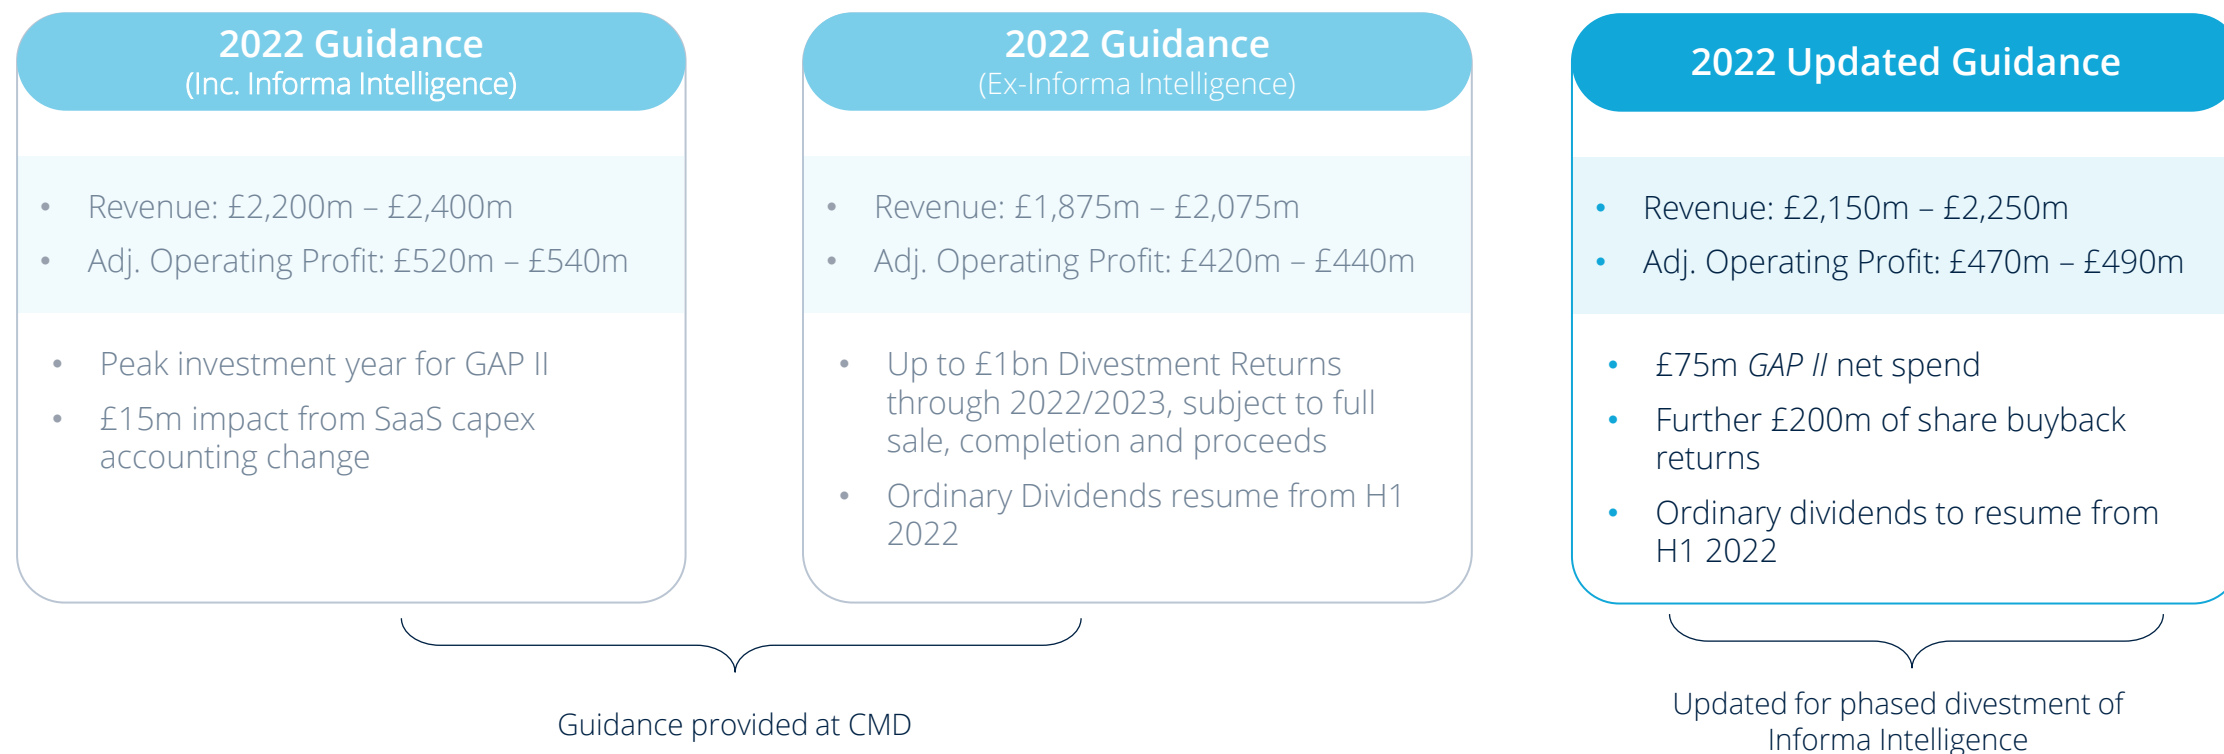 2022 Guidance
(Inc. Informa Intelligence)
• Revenue: £2,200m – £2,400m
• Adj. Operating Profit: £520m – £540m
• Peak investment year for GAP II
• £15m impact from SaaS capex
accounting change
2022 Guidance
(Ex-Informa Intelligence)
• Revenue: £1,875m – £2,075m
• Adj. Operating Profit: £420m – £440m
• Up to £1bn Divestment Returns
through 2022/2023, subject to full
sale, completion and proceeds
• Ordinary Dividends resume from H1
2022
Guidance provided at CMD
2022 Updated Guidance
• Revenue: £2,150m – £2,250m
• Adj. Operating Profit: £470m – £490m
• £75m GAP II net spend
• Further £200m of share buyback
returns
• Ordinary dividends to resume from
H1 2022
Updated for phased divestment of
Informa Intelligence